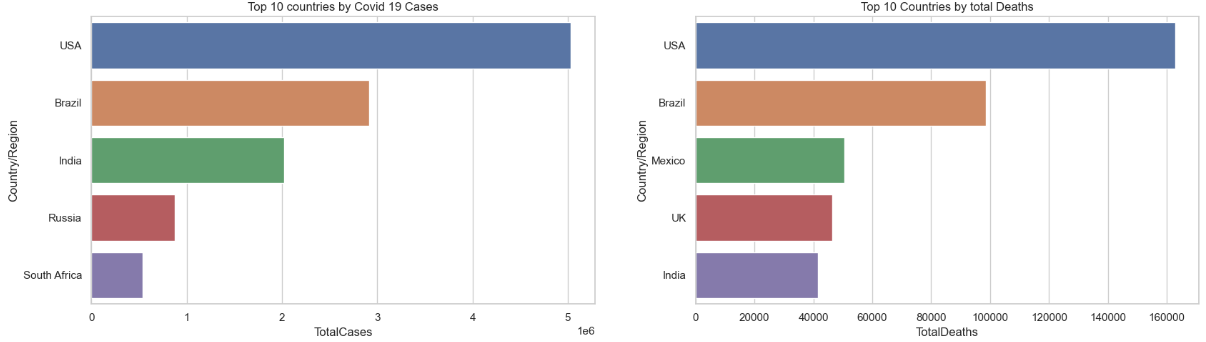 Top 10 countries by Covid 19 Cases
Country/Region
USA
Brazil
India
Russia
South Africa
0 1 2 3 4 5
1e6
TotalCases
Top 10 Countries by total Deaths
Country/Region
USA
Brazil
Mexico
UK
India
0 20000 40000 60000 80000 100000 120000 140000 160000
TotalDeaths